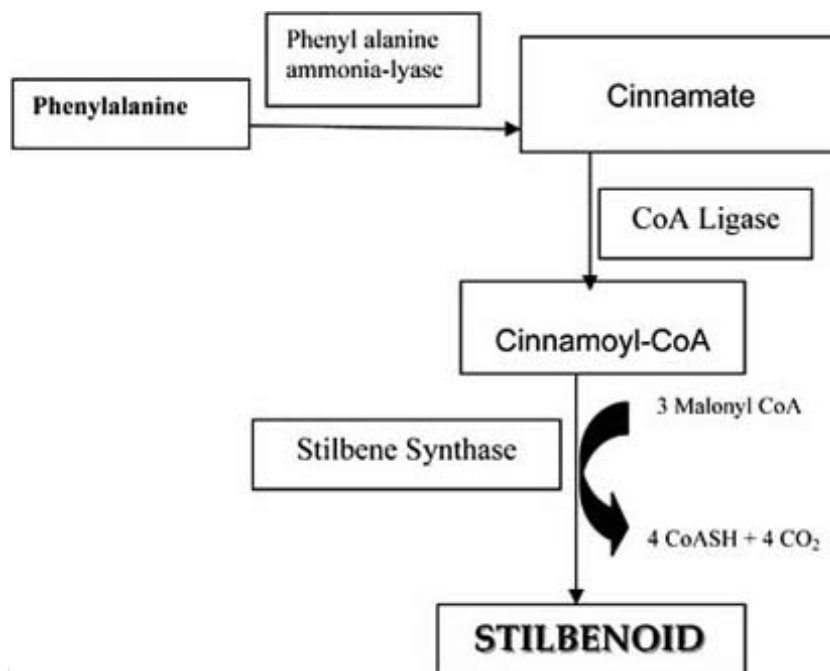 Phenyl alanine
ammonia-lyase
Phenylalanine
Cinnamate
CoA Ligase
Cinnamoyl-CoA
3 Malonyl CoA
Stilbene Synthase
4 CoASH + 4 CO₂
STILBENOID